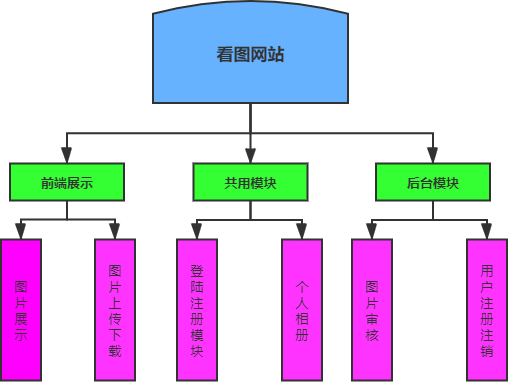 看图网站
前端展示
共用模块
后台模块
图片展示
图片上传下载
登陆注册模块
个人相册
图片审核
用户注册注销